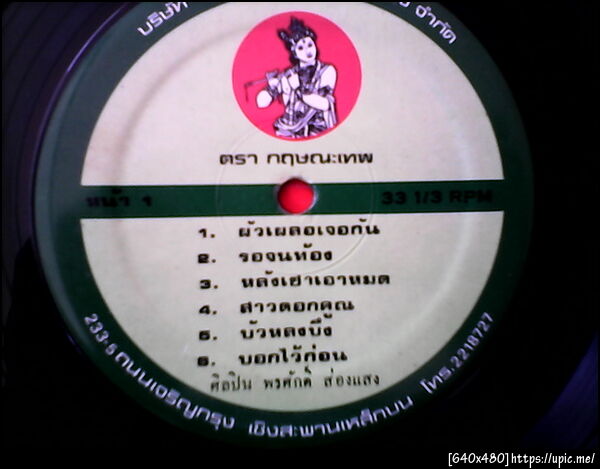 บริษัท
จำกัด
ตรา กฤษณะเทพ
หน้า 1
33 1/3 RPM
1. ผัวเผลอเจอกัน
2. รอจนท้อง
3. หลังเฮาเอาหมด
4. สาวดอกคูณ
5. บัวหลงบึ้ง
6. บอกไว้ก่อน
ศิลปิน พรศักดิ์ ส่องแสง
233-5 ถนนเจริญกรุง เชิงสะพานเหล็กบน โทร.2218727
[640x480]https://upic.me/